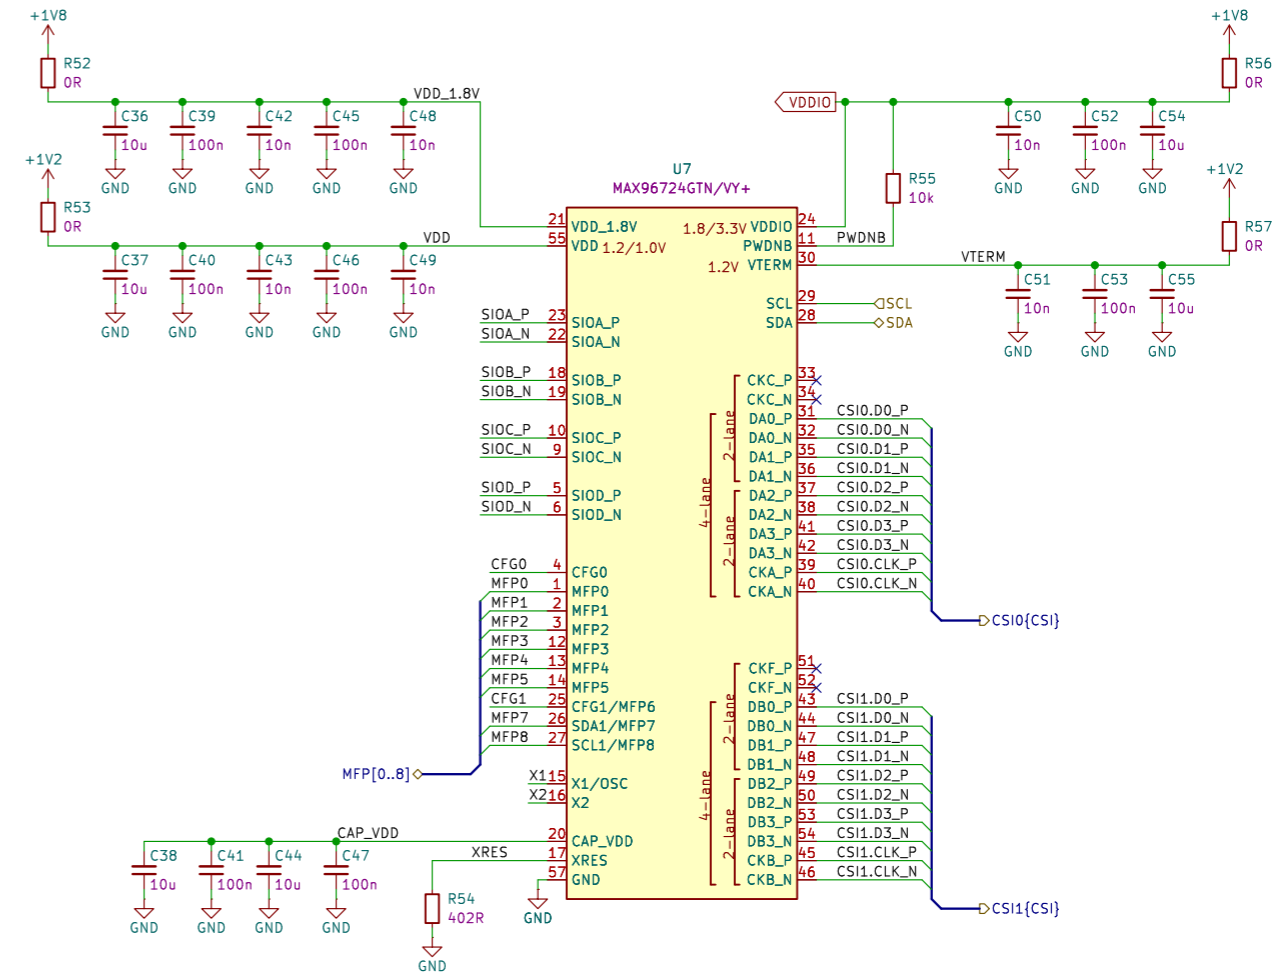 +1V8
R52
0R
VDD_1.8V
C36
10u
GND
C39
100n
GND
C42
10n
GND
C45
100n
GND
C48
10n
GND
+1V2
R53
0R
VDD
C37
10u
GND
C40
100n
GND
C43
10n
GND
C46
100n
GND
C49
10n
GND
+1V8
R56
0R
VDDIO
C50
10n
GND
C52
100n
GND
C54
10u
GND
R55
10k
+1V2
R57
0R
VTERM
C51
10n
GND
C53
100n
GND
C55
10u
GND
U7
MAX96724GTN/VY+
21 VDD_1.8V
55 VDD 1.2/1.0V
SIOA_P 23 SIOA_P
SIOA_N 22 SIOA_N
SIOB_P 18 SIOB_P
SIOB_N 19 SIOB_N
SIOC_P 10 SIOC_P
SIOC_N 9 SIOC_N
SIOD_P 5 SIOD_P
SIOD_N 6 SIOD_N
CFG0 4 CFG0
MFP0 1 MFP0
MFP1 2 MFP1
MFP2 3 MFP2
MFP3 12 MFP3
MFP4 13 MFP4
MFP5 14 MFP5
CFG1 25 CFG1/MFP6
MFP7 26 SDA1/MFP7
MFP8 27 SCL1/MFP8
MFP[0..8]
X1 15 X1/OSC
X2 16 X2
CAP_VDD 20 CAP_VDD
XRES 17 XRES
57 GND
GND
C38
10u
GND
C41
100n
GND
C44
10u
GND
C47
100n
GND
R54
402R
GND
1.8/3.3V VDDIO 24
PWDNB 11 PWDNB
1.2V VTERM 30
SCL 29 SCL
SDA 28 SDA
CKC_P 33
CKC_N 34
DA0_P 31 CSI0.D0_P
DA0_N 32 CSI0.D0_N
DA1_P 35 CSI0.D1_P
DA1_N 36 CSI0.D1_N
DA2_P 37 CSI0.D2_P
DA2_N 38 CSI0.D2_N
DA3_P 41 CSI0.D3_P
DA3_N 42 CSI0.D3_N
CKA_P 39 CSI0.CLK_P
CKA_N 40 CSI0.CLK_N
2-lane
2-lane
4-lane
CSI0{CSI}
CKF_P 51
CKF_N 52
DB0_P 43 CSI1.D0_P
DB0_N 44 CSI1.D0_N
DB1_P 47 CSI1.D1_P
DB1_N 48 CSI1.D1_N
DB2_P 49 CSI1.D2_P
DB2_N 50 CSI1.D2_N
DB3_P 53 CSI1.D3_P
DB3_N 54 CSI1.D3_N
CKB_P 45 CSI1.CLK_P
CKB_N 46 CSI1.CLK_N
2-lane
2-lane
4-lane
CSI1{CSI}